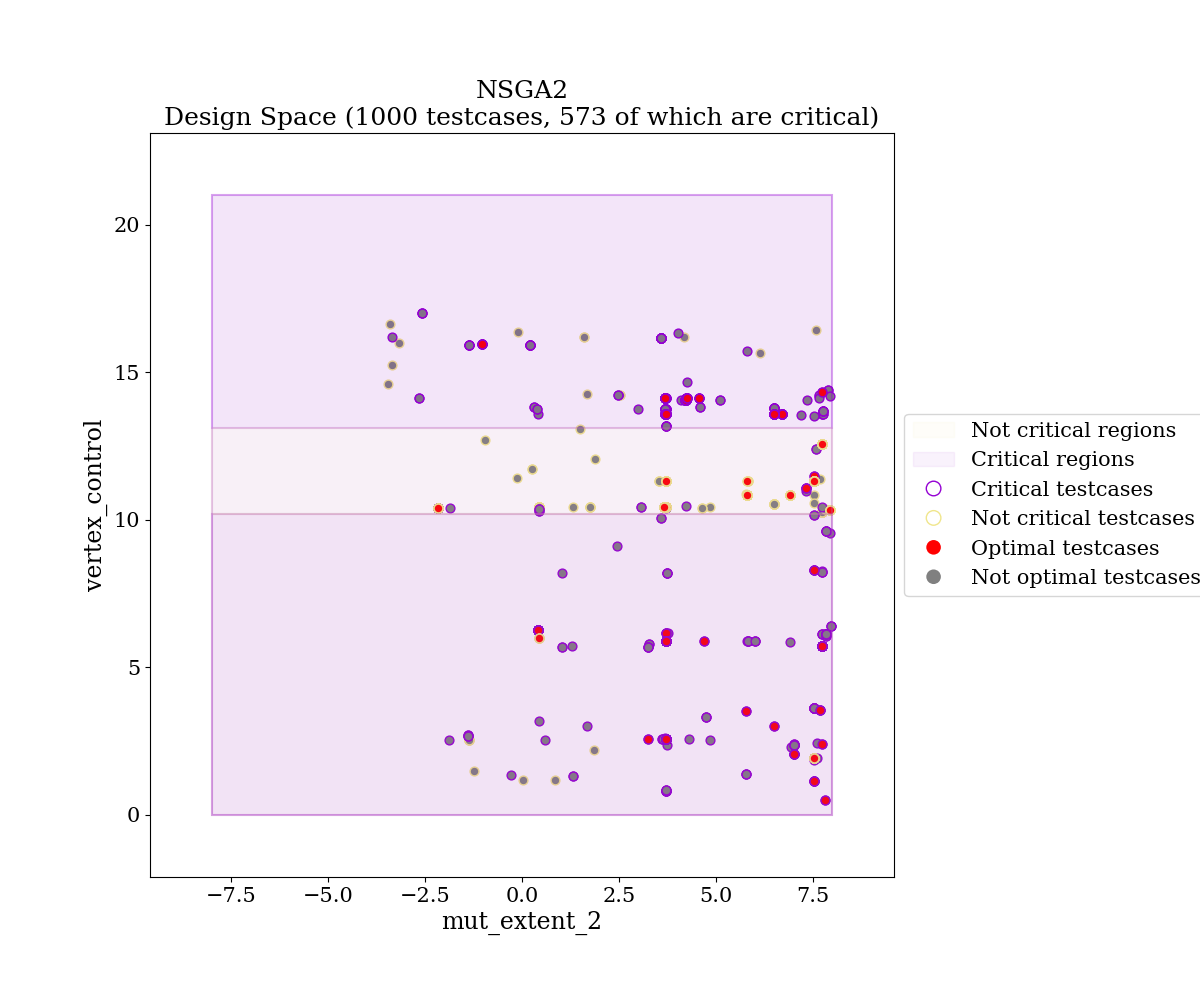 NSGA2
Design Space (1000 testcases, 573 of which are critical)
20
15
10
5
0
vertex_control
−7.5 −5.0 −2.5 0.0 2.5 5.0 7.5
mut_extent_2
Not critical regions
Critical regions
Critical testcases
Not critical testcases
Optimal testcases
Not optimal testcases